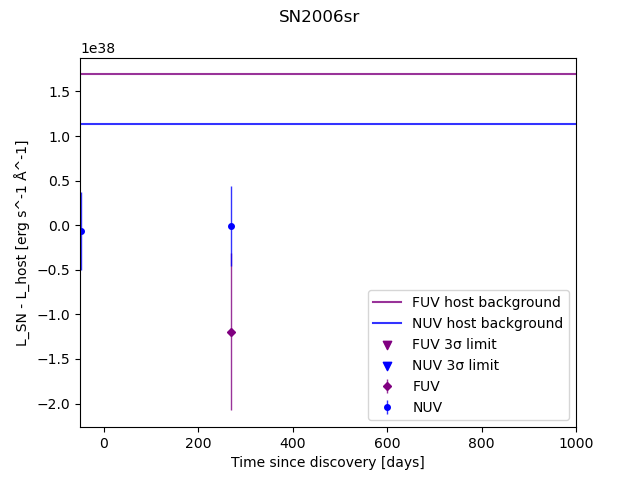 SN2006sr
1e38
L_SN - L_host [erg s^-1 Å^-1]
1.5
1.0
0.5
0.0
−0.5
−1.0
−1.5
−2.0
FUV host background
NUV host background
FUV 3σ limit
NUV 3σ limit
FUV
NUV
0 200 400 600 800 1000
Time since discovery [days]